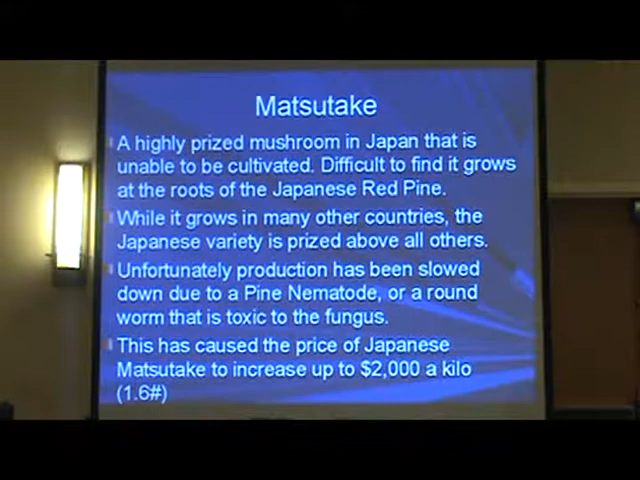 Matsutake
A highly prized mushroom in Japan that is
unable to be cultivated. Difficult to find it grows
at the roots of the Japanese Red Pine.
While it grows in many other countries, the
Japanese variety is prized above all others.
Unfortunately production has been slowed
down due to a Pine Nematode, or a round
worm that is toxic to the fungus.
This has caused the price of Japanese
Matsutake to increase up to $2,000 a kilo
(1.6#)